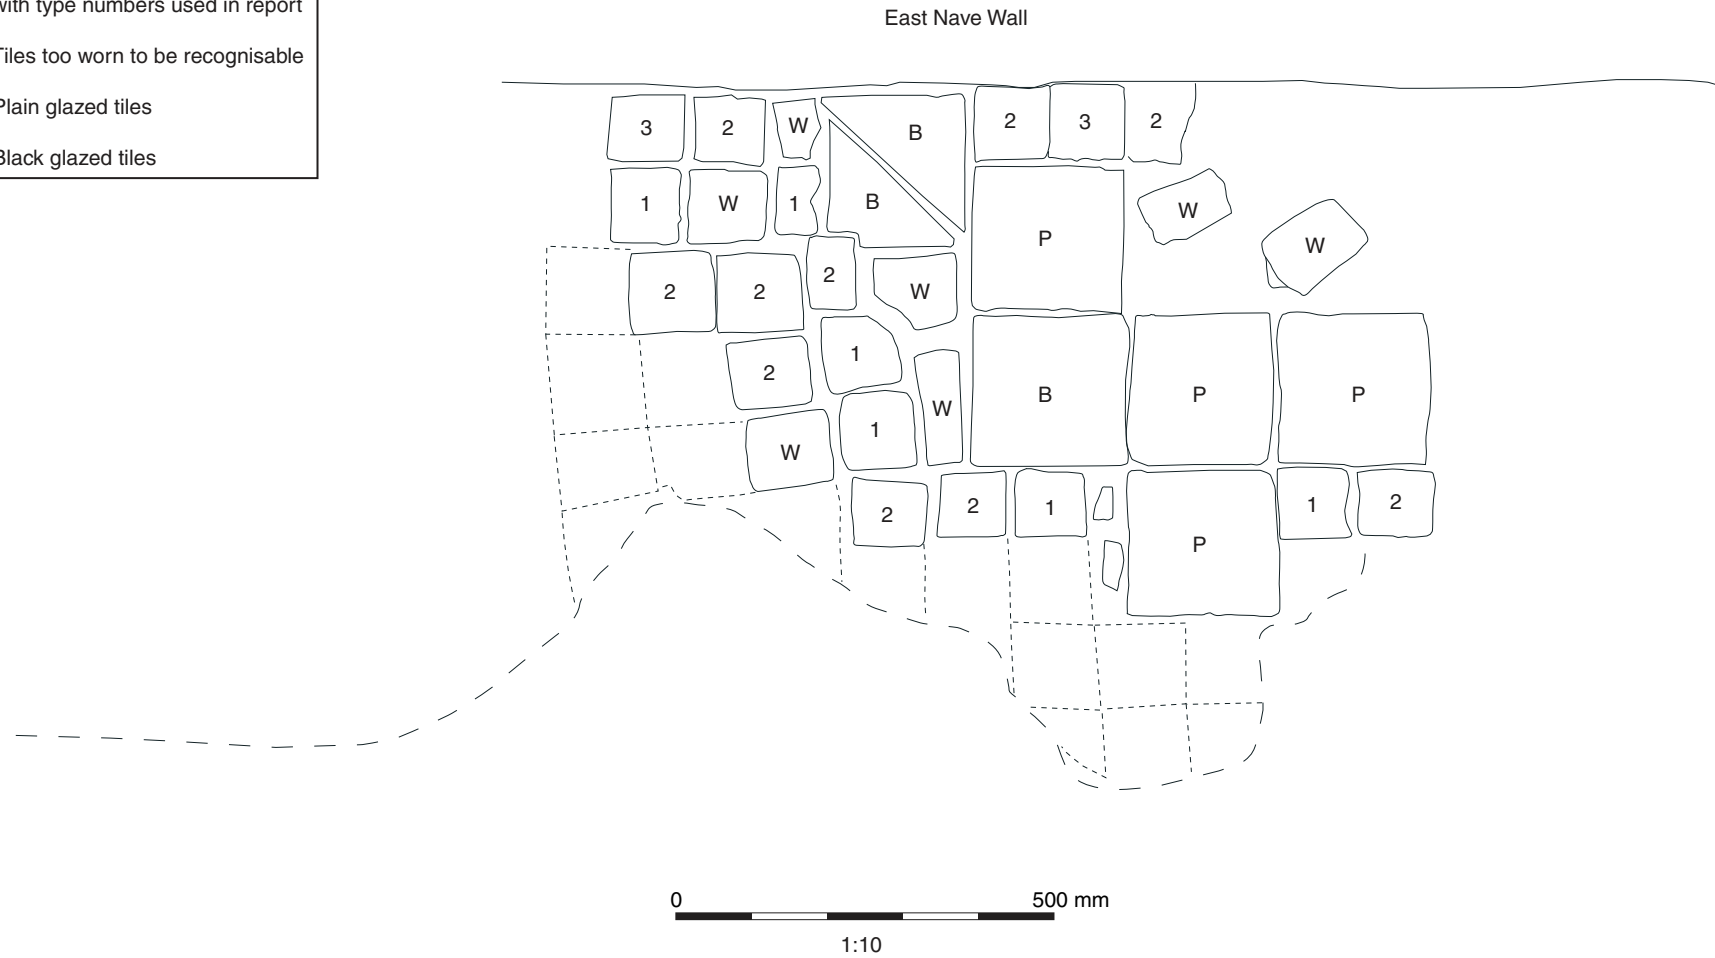 with type numbers used in report
Tiles too worn to be recognisable
Plain glazed tiles
Black glazed tiles
East Nave Wall
3 2 W B 2 3 2
1 W 1 B P W W
2 2 2 W
2 1 W B P P
W 1
2 2 1 P 1 2
0 500 mm
1:10